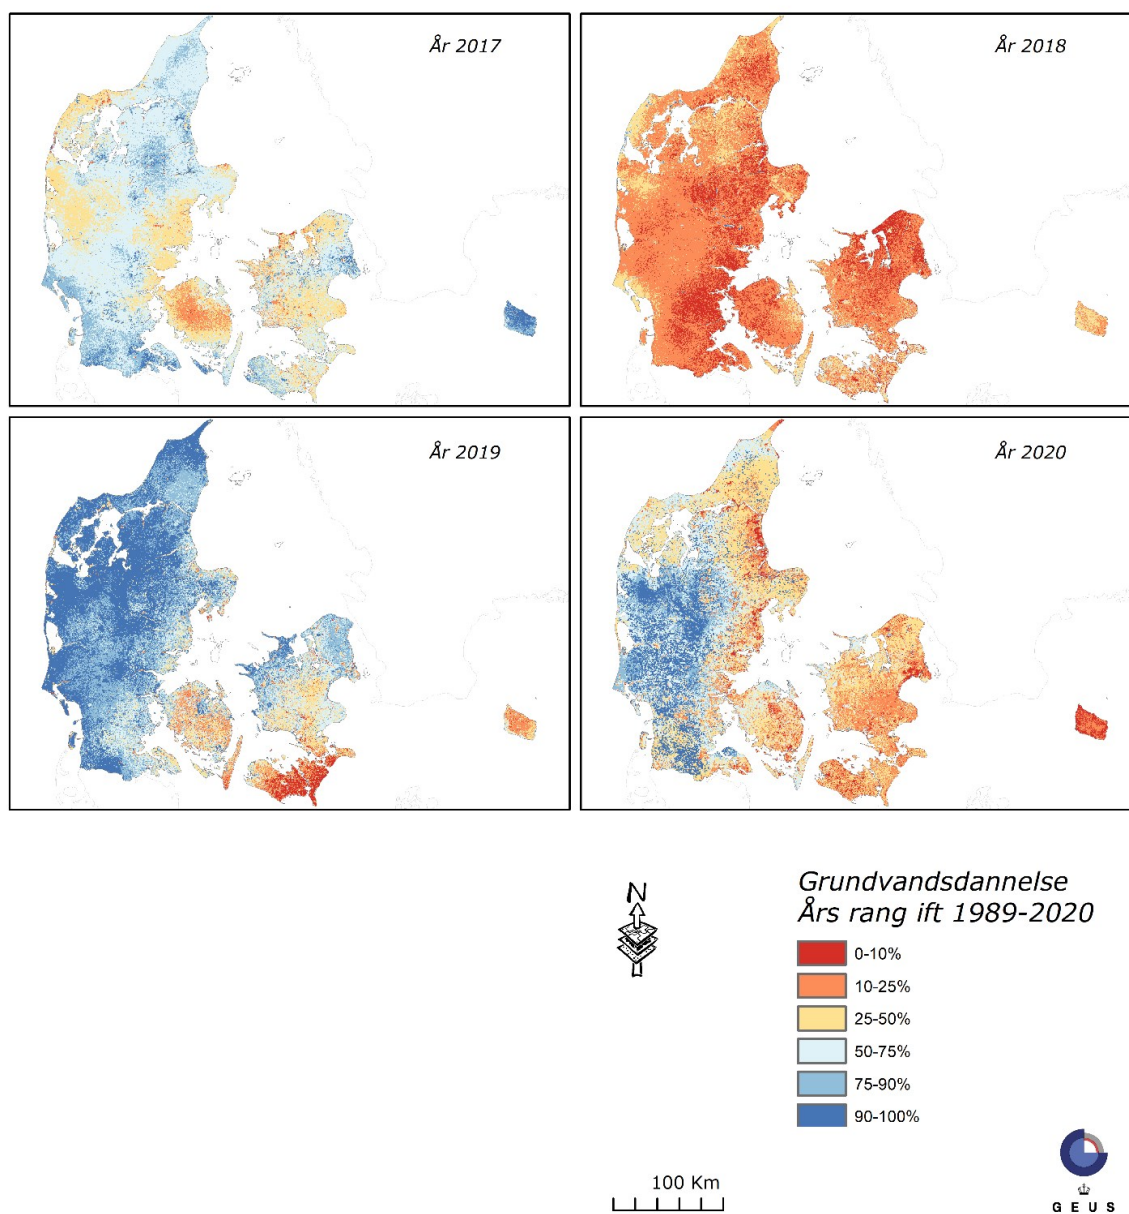 År 2017
År 2018
År 2019
År 2020
N
Grundvandsdannelse
Års rang ift 1989-2020
0-10%
10-25%
25-50%
50-75%
75-90%
90-100%
100 Km
G E U S